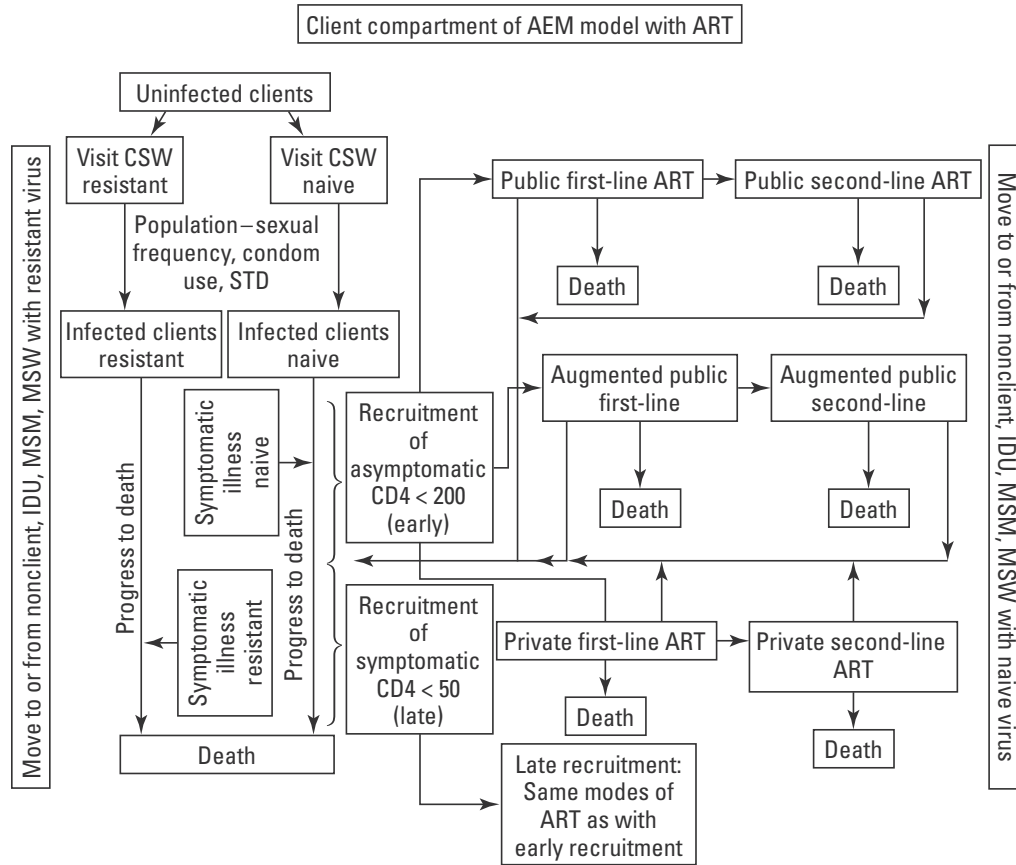 Client compartment of AEM model with ART
Uninfected clients
Visit CSW
resistant
Visit CSW
naive
Population–sexual
frequency, condom
use, STD
Infected clients
resistant
Infected clients
naive
Symptomatic
illness
naive
Symptomatic
illness
resistant
Progress to death
Progress to death
Death
Move to or from nonclient, IDU, MSM, MSW with resistant virus
Recruitment
of
asymptomatic
CD4 < 200
(early)
Recruitment
of
symptomatic
CD4 < 50
(late)
Public first-line ART
Public second-line ART
Death
Death
Augmented public
first-line
Augmented public
second-line
Death
Death
Private first-line ART
Private second-line
ART
Death
Death
Late recruitment:
Same modes of
ART as with
early recruitment
Move to or from nonclient, IDU, MSM, MSW with naive virus